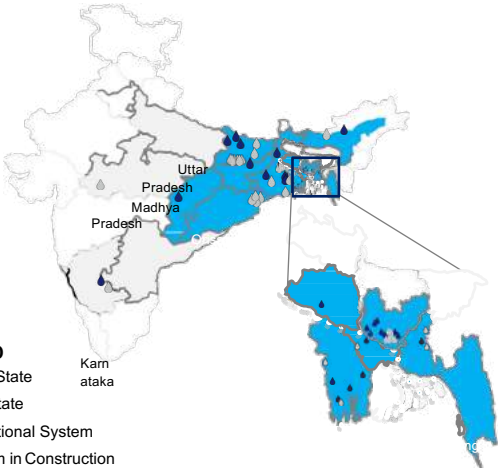 Uttar
Pradesh
Madhya
Pradesh
Karn
ataka
State
tate
tional System
in Construction